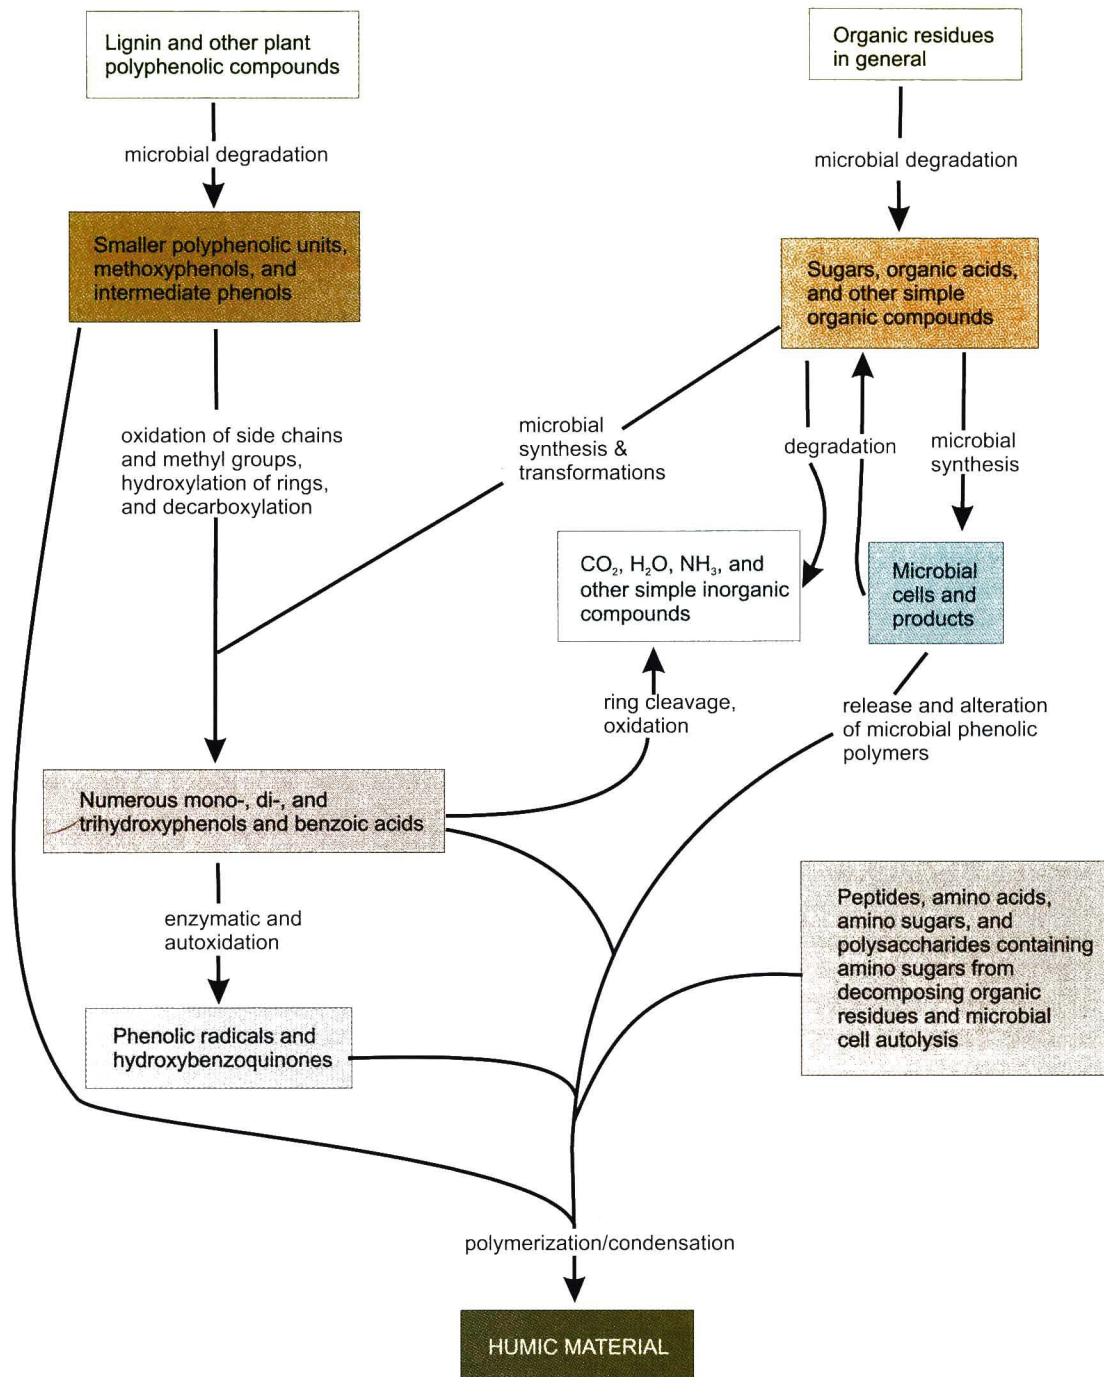 Lignin and other plant
polyphenolic compounds
Organic residues
in general
microbial degradation
microbial degradation
Smaller polyphenolic units,
methoxyphenols, and
intermediate phenols
Sugars, organic acids,
and other simple
organic compounds
oxidation of side chains
and methyl groups,
hydroxylation of rings,
and decarboxylation
microbial
synthesis &
transformations
degradation
microbial
synthesis
CO₂, H₂O, NH₃, and
other simple inorganic
compounds
Microbial
cells and
products
ring cleavage,
oxidation
release and alteration
of microbial phenolic
polymers
Numerous mono-, di-, and
trihydroxyphenols and benzoic acids
enzymatic and
autoxidation
Peptides, amino acids,
amino sugars, and
polysaccharides containing
amino sugars from
decomposing organic
residues and microbial
cell autolysis
Phenolic radicals and
hydroxybenzoquinones
polymerization/condensation
HUMIC MATERIAL